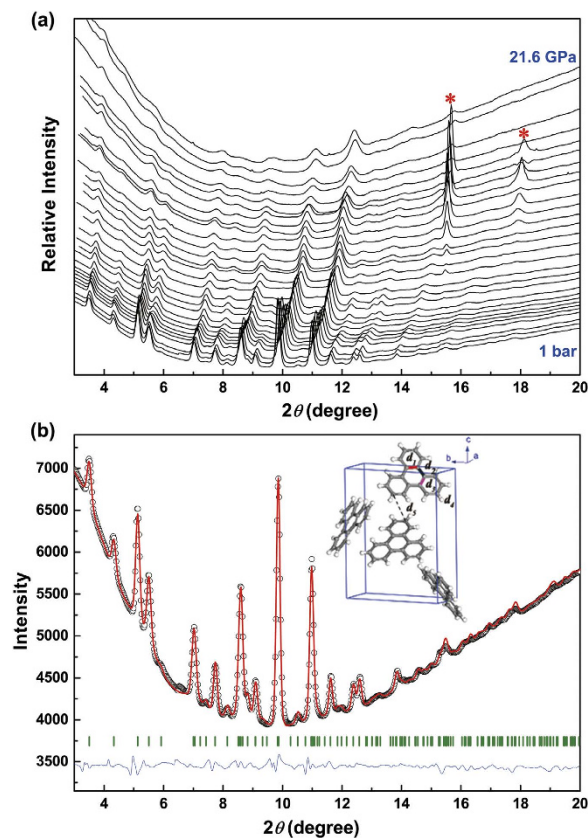 (a)
21.6 GPa
*
*
Relative Intensity
1 bar
4 6 8 10 12 14 16 18 20
2θ (degree)
(b)
7000
6500
6000
5500
5000
4500
4000
3500
Intensity
c
b
a
d1
d2
d4
d5
4 6 8 10 12 14 16 18 20
2θ (degree)